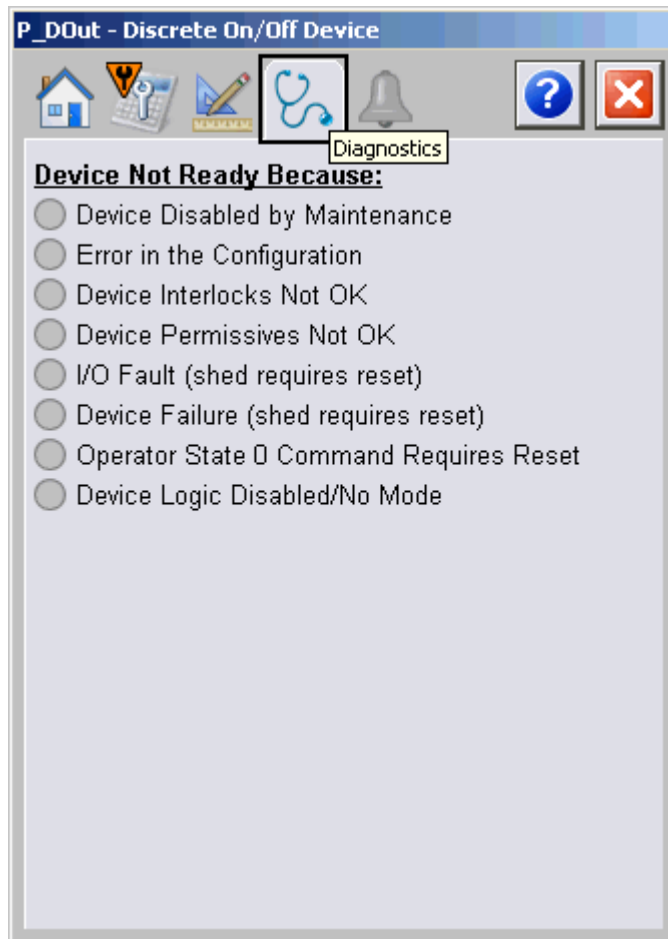 P_DOut - Discrete On/Off Device
?
Diagnostics
Device Not Ready Because:
Device Disabled by Maintenance
Error in the Configuration
Device Interlocks Not OK
Device Permissives Not OK
I/O Fault (shed requires reset)
Device Failure (shed requires reset)
Operator State 0 Command Requires Reset
Device Logic Disabled/No Mode